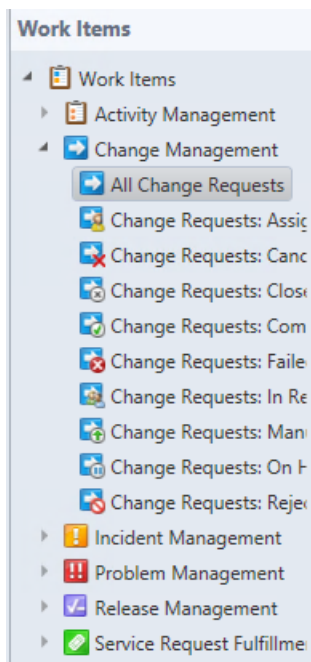 Work Items
Work Items
Activity Management
Change Management
All Change Requests
Change Requests: Assig
Change Requests: Canc
Change Requests: Close
Change Requests: Com
Change Requests: Faile
Change Requests: In Re
Change Requests: Manu
Change Requests: On H
Change Requests: Rejec
Incident Management
Problem Management
Release Management
Service Request Fulfillmen